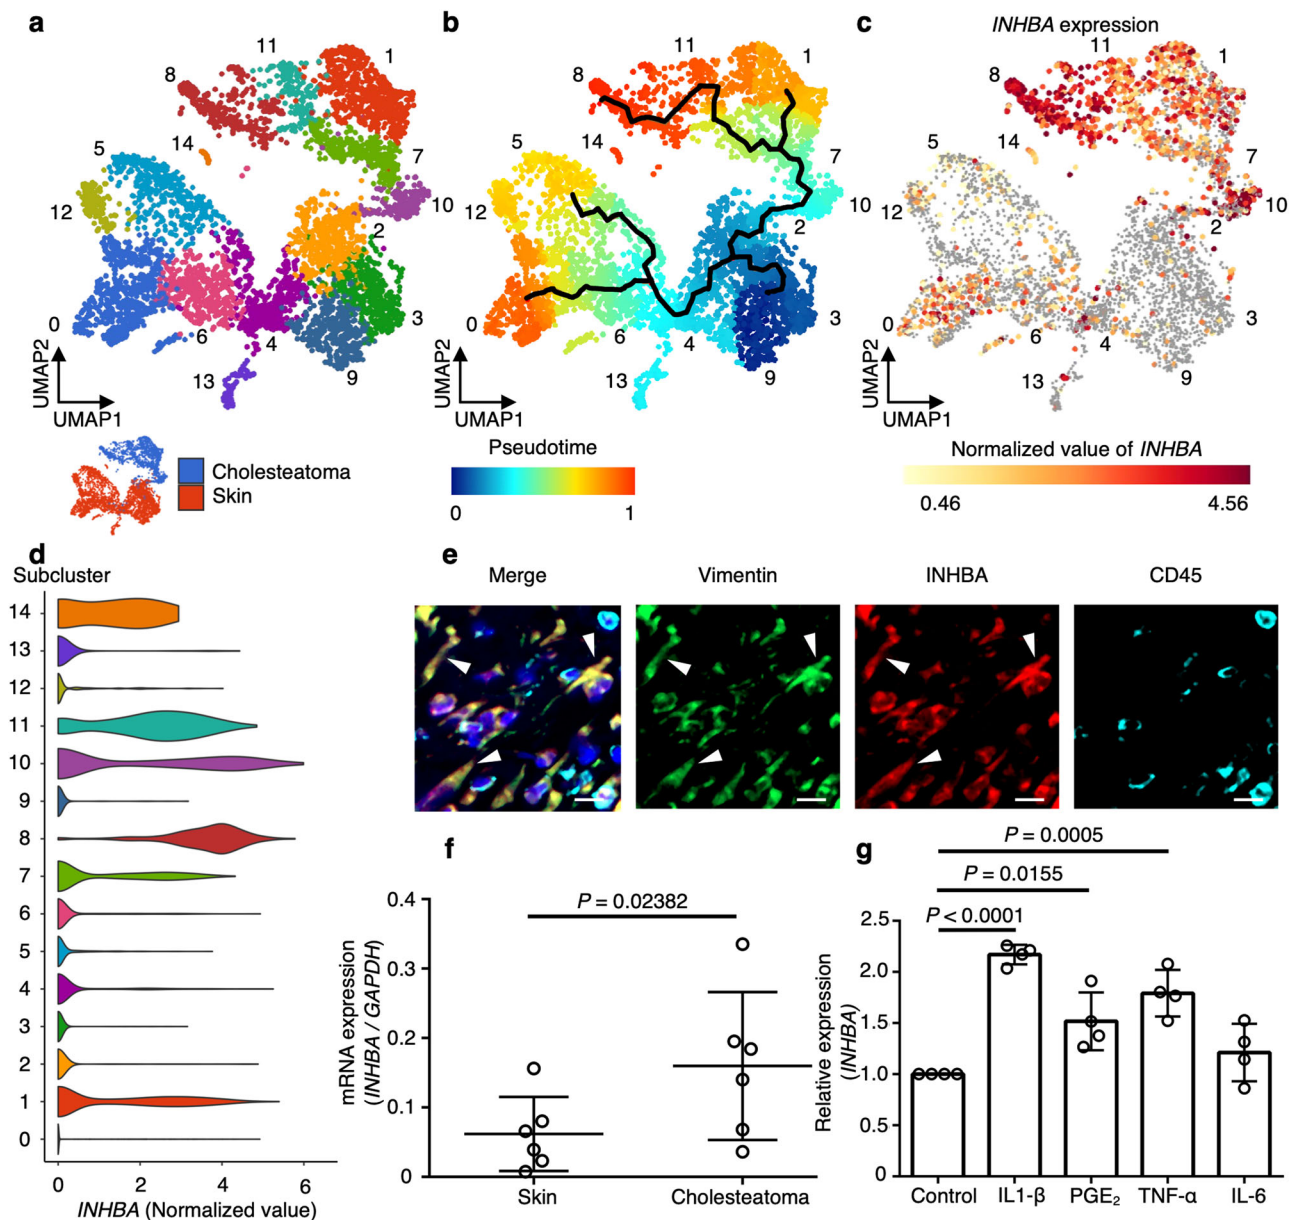 a
11
1
8
14
5
7
12
10
2
3
0
6
4
9
13
UMAP2
UMAP1
Cholesteatoma
Skin
b
11
1
8
14
5
7
12
10
2
3
0
6
4
9
13
UMAP2
UMAP1
Pseudotime
0 1
c
INHBA expression
11
1
8
14
5
7
12
10
2
3
0
6
4
9
13
UMAP2
UMAP1
Normalized value of INHBA
0.46 4.56
d
Subcluster
14
13
12
11
10
9
8
7
6
5
4
3
2
1
0
0 2 4 6
INHBA (Normalized value)
e
Merge Vimentin INHBA CD45
f
P = 0.02382
mRNA expression
(INHBA / GAPDH)
0.4
0.3
0.2
0.1
0
Skin Cholesteatoma
g
P = 0.0005
P = 0.0155
P < 0.0001
Relative expression
(INHBA)
2.5
2.0
1.5
1.0
0.5
0
Control IL1-β PGE₂ TNF-α IL-6